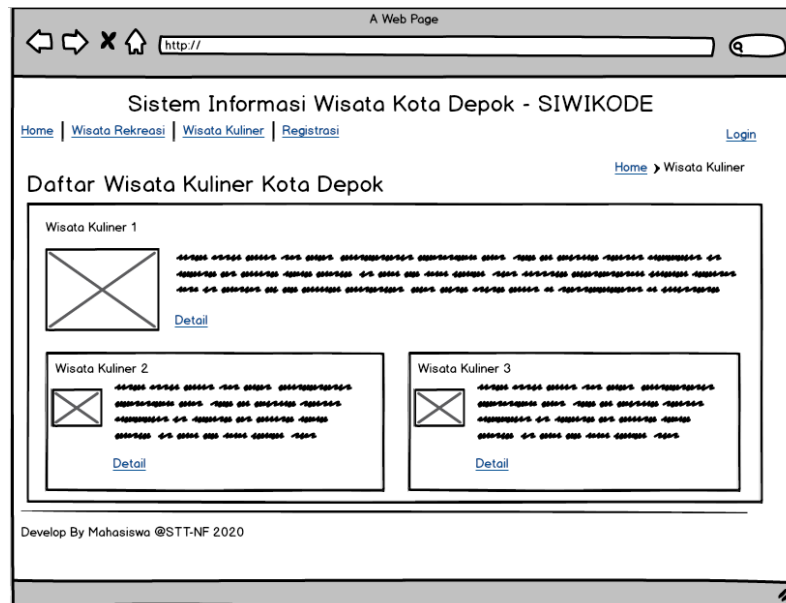 A Web Page
http://
Sistem Informasi Wisata Kota Depok - SIWIKODE
Home | Wisata Rekreasi | Wisata Kuliner | Registrasi
Login
Home > Wisata Kuliner
Daftar Wisata Kuliner Kota Depok
Wisata Kuliner 1
Detail
Wisata Kuliner 2
Detail
Wisata Kuliner 3
Detail
Develop By Mahasiswa @STT-NF 2020